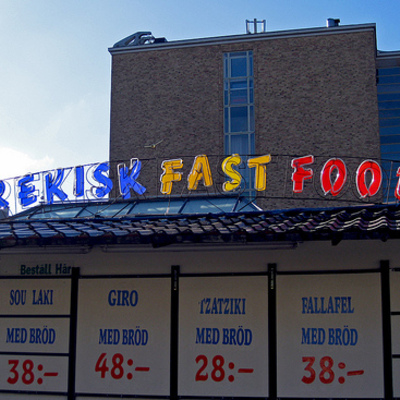 REKISK FAST FOO
Beställ Här
SOU LAKI
MED BRÖD
38:-
GIRO
MED BRÖD
48:-
TZATZIKI
MED BRÖD
28:-
FALLAFEL
MED BRÖD
38:-